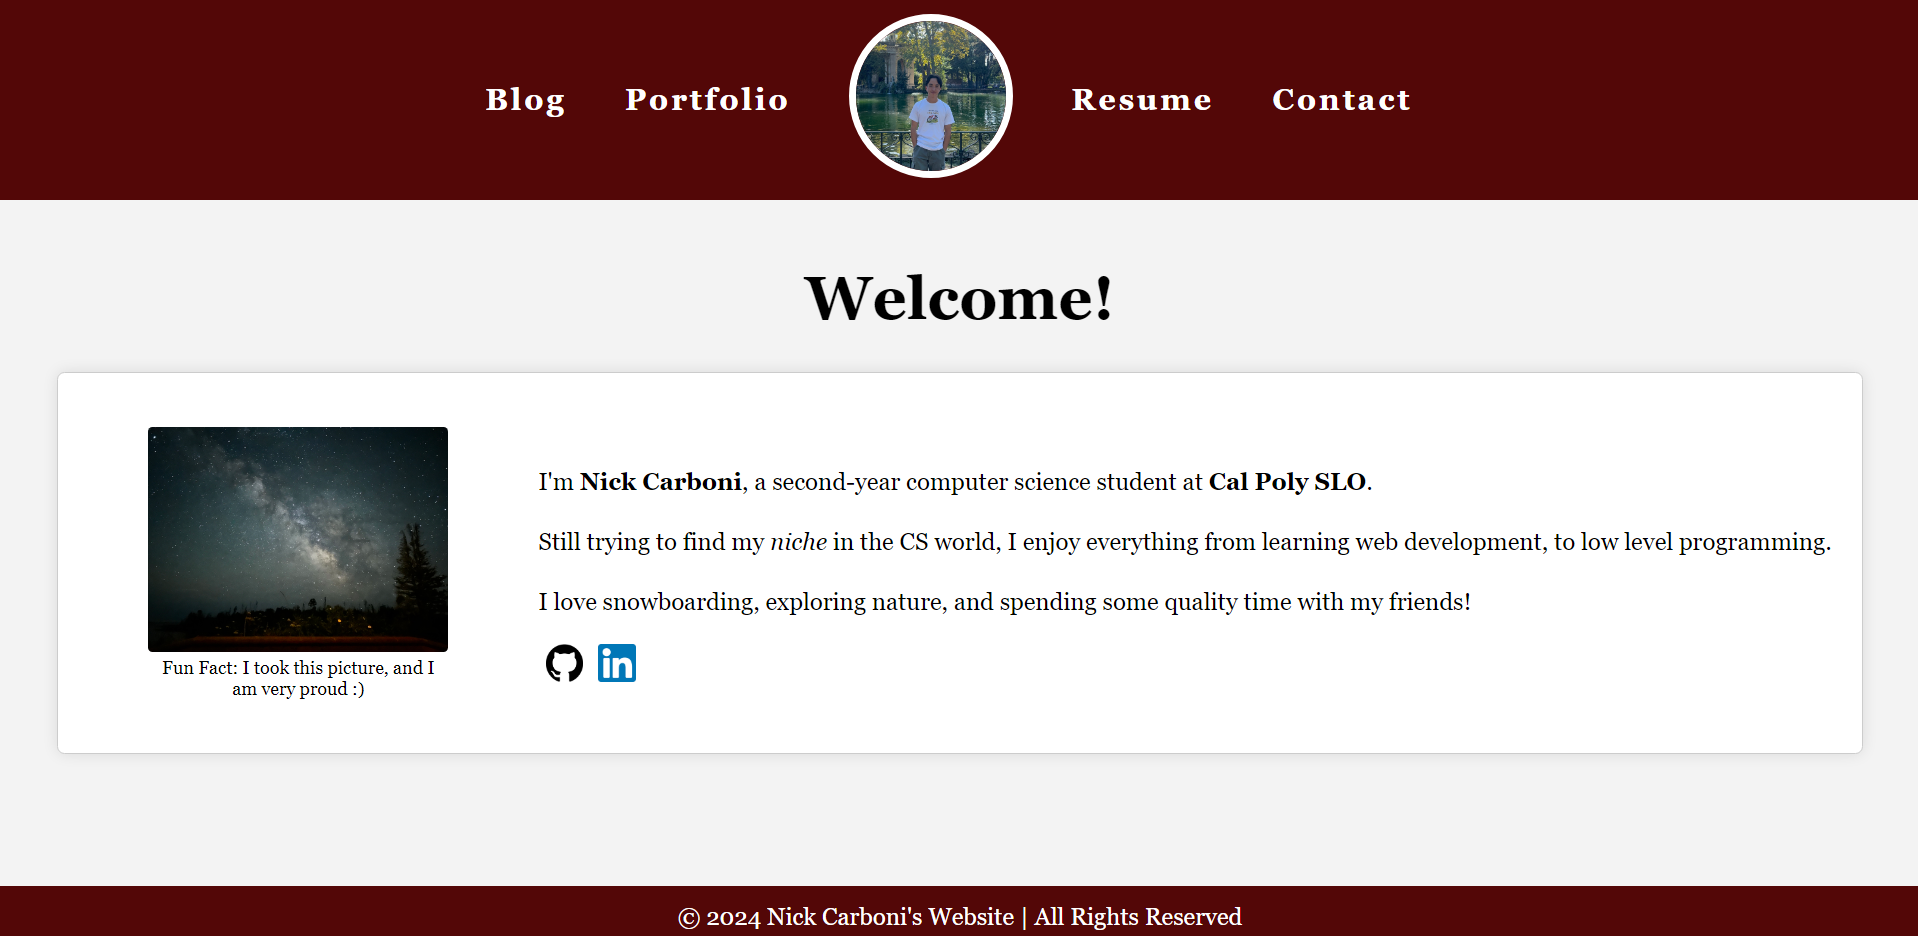 Blog Portfolio Resume Contact
Welcome!
I'm Nick Carboni, a second-year computer science student at Cal Poly SLO.
Still trying to find my niche in the CS world, I enjoy everything from learning web development, to low level programming.
I love snowboarding, exploring nature, and spending some quality time with my friends!
in
Fun Fact: I took this picture, and I
am very proud :)
© 2024 Nick Carboni's Website | All Rights Reserved